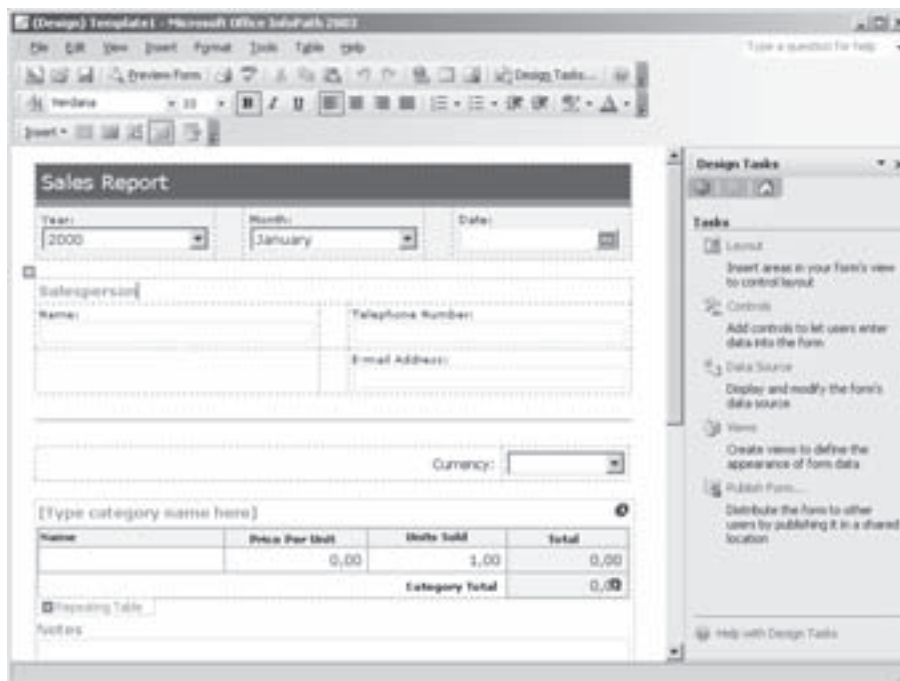 (Design) Template1 - Microsoft Office InfoPath 2003
File Edit View Insert Format Tools Table Help
Type a question for help
Preview Form
Design Tasks...
Verdana 10 B I U
Insert
Sales Report
Year: Month: Date:
2000 January
Salesperson
Name: Telephone Number:
E-mail Address:
Currency:
[Type category name here]
Name Price Per Unit Units Sold Total
0,00 1,00 0,00
Category Total
Repeating Table
Notes
Design Tasks
Tasks
Layout
Insert areas in your form's view
to control layout
Controls
Add controls to let users enter
data into the form
Data Source
Display and modify the form's
data source
Views
Create views to define the
appearance of form data
Publish Form...
Distribute the form to other
users by publishing it in a shared
location
Help with Design Tasks